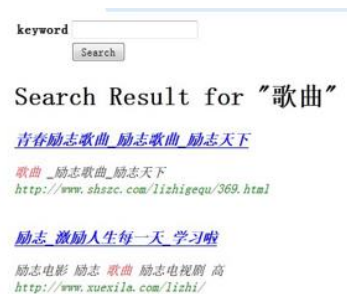 keyword
Search
Search Result for "歌曲"
青春励志歌曲_励志歌曲_励志天下
歌曲 _励志歌曲_励志天下
http://www.shszc.com/lizhigequ/369.html
励志_激励人生每一天_学习啦
励志电影 励志 歌曲 励志电视剧 高
http://www.xuexila.com/lizhi/